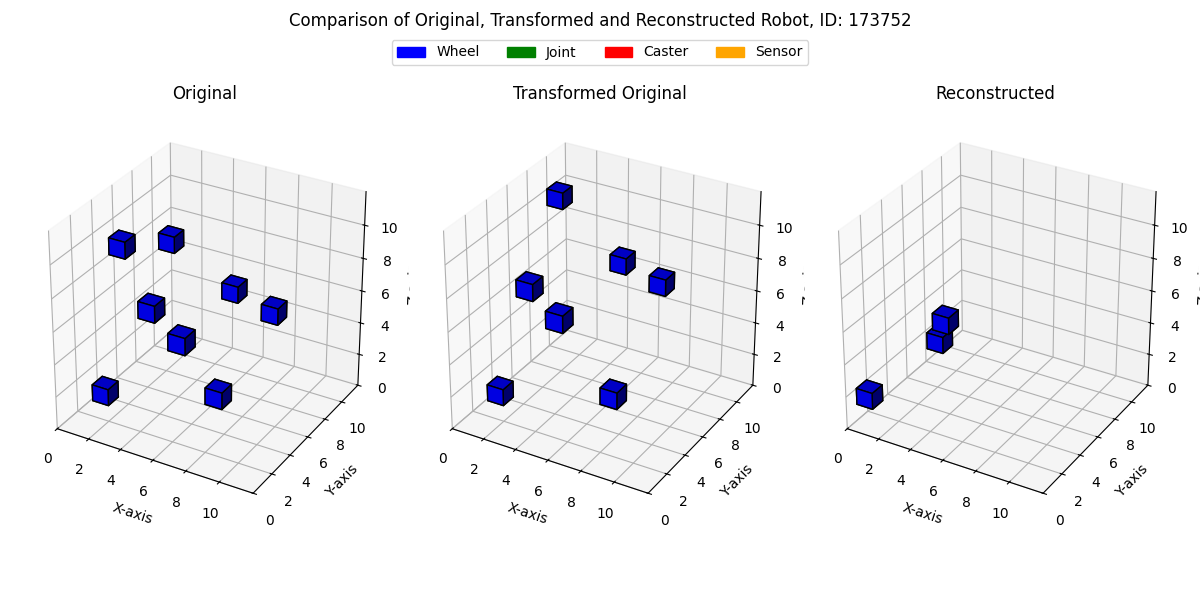 Comparison of Original, Transformed and Reconstructed Robot, ID: 173752
Wheel Joint Caster Sensor
Original Transformed Original Reconstructed
10
8
6
4
2
0
0 2 4 6 8 10
X-axis
0 2 4 6 8 10
Y-axis
10
8
6
4
2
0
0 2 4 6 8 10
X-axis
0 2 4 6 8 10
Y-axis
10
8
6
4
2
0
0 2 4 6 8 10
X-axis
0 2 4 6 8 10
Y-axis